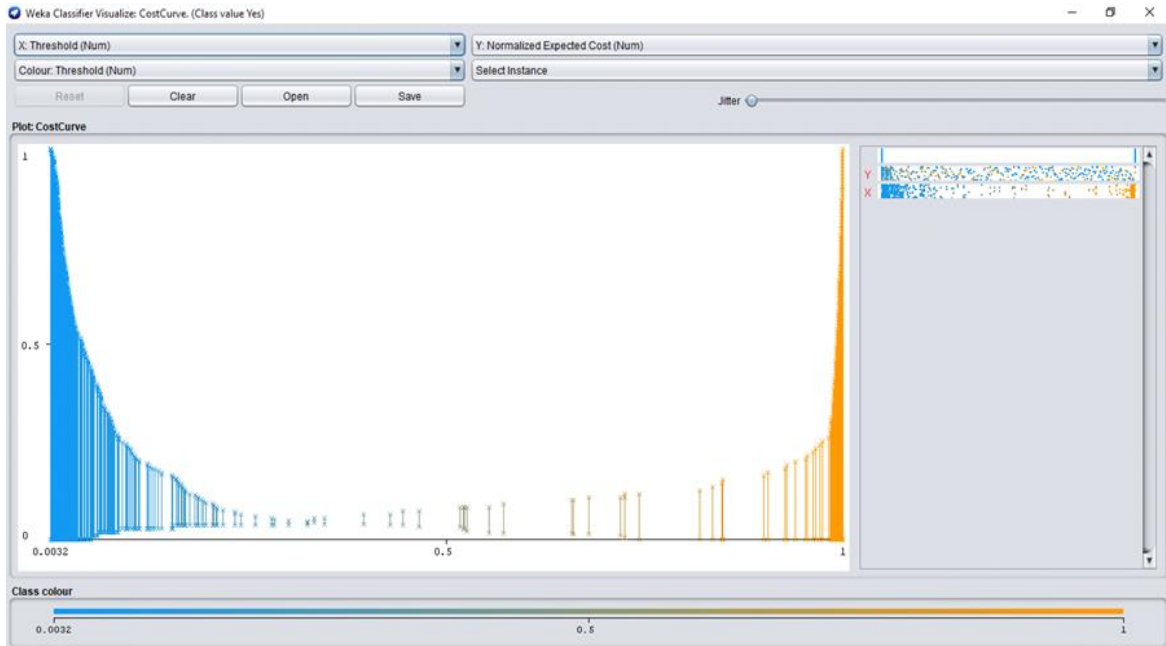 Weka Classifier Visualize: CostCurve. (Class value Yes)
X: Threshold (Num)
Y: Normalized Expected Cost (Num)
Colour: Threshold (Num)
Select Instance
Reset
Clear
Open
Save
Jitter
Plot: CostCurve
1
0.5
0
0.0032
0.5
1
Y
X
Class colour
0.0032
0.5
1